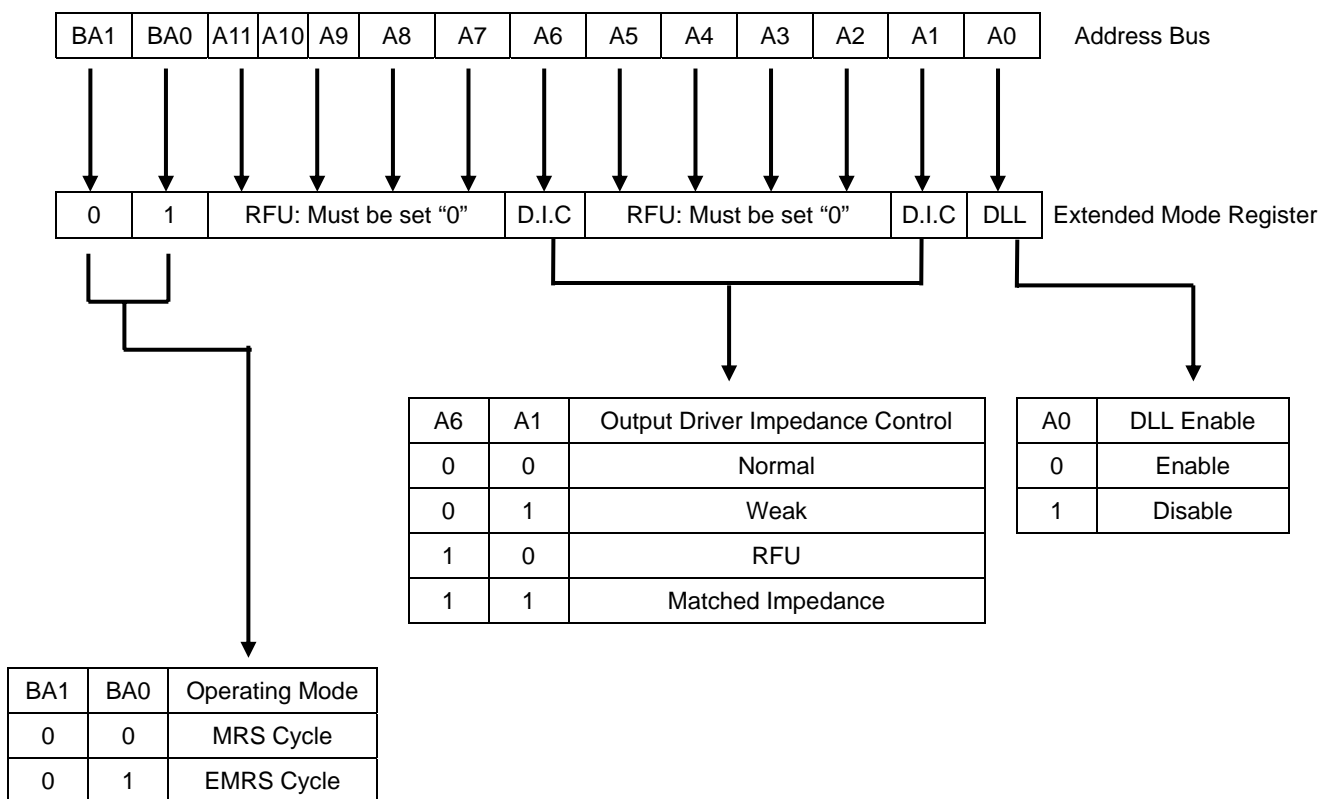 BA1 BA0 A11 A10 A9 A8 A7 A6 A5 A4 A3 A2 A1 A0 Address Bus
0 1 RFU: Must be set “0” D.I.C RFU: Must be set “0” D.I.C DLL Extended Mode Register
A6 A1 Output Driver Impedance Control
0 0 Normal
0 1 Weak
1 0 RFU
1 1 Matched Impedance
A0 DLL Enable
0 Enable
1 Disable
BA1 BA0 Operating Mode
0 0 MRS Cycle
0 1 EMRS Cycle